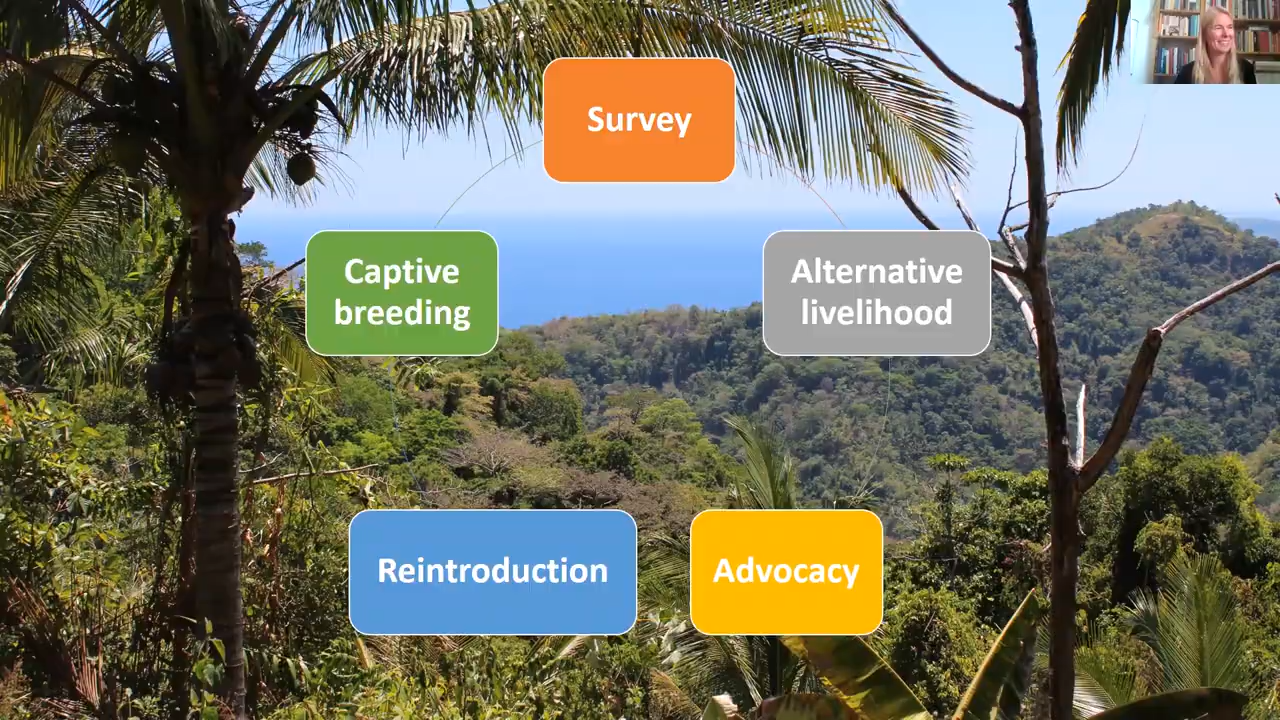 Survey
Captive
breeding
Alternative
livelihood
Reintroduction
Advocacy